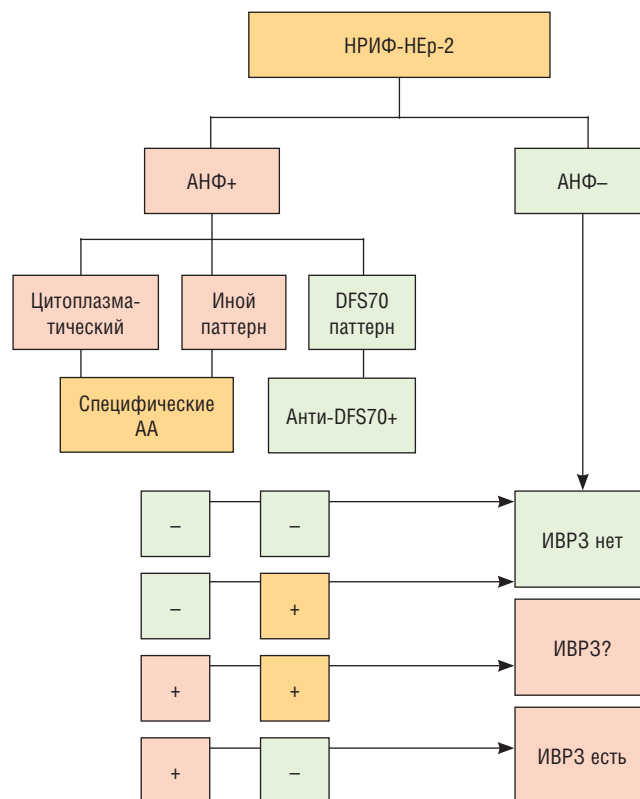 НРИФ-НЕр-2
АНФ+
АНФ–
Цитоплазма-
тический
Иной
паттерн
DFS70
паттерн
Специфические
АА
Анти-DFS70+
–
–
ИВРЗ нет
–
+
ИВРЗ?
+
+
+
–
ИВРЗ есть